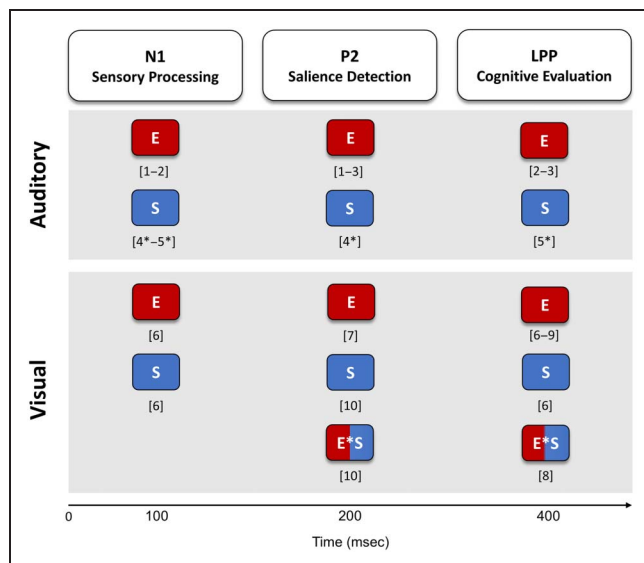 N1
Sensory Processing
P2
Salience Detection
LPP
Cognitive Evaluation
Auditory
E
E
E
[1–2]
[1–3]
[2–3]
S
S
S
[4*–5*]
[4*]
[5*]
Visual
E
E
E
[6]
[7]
[6–9]
S
S
S
[6]
[10]
[6]
E*S
E*S
[10]
[8]
0
100
200
400
Time (msec)